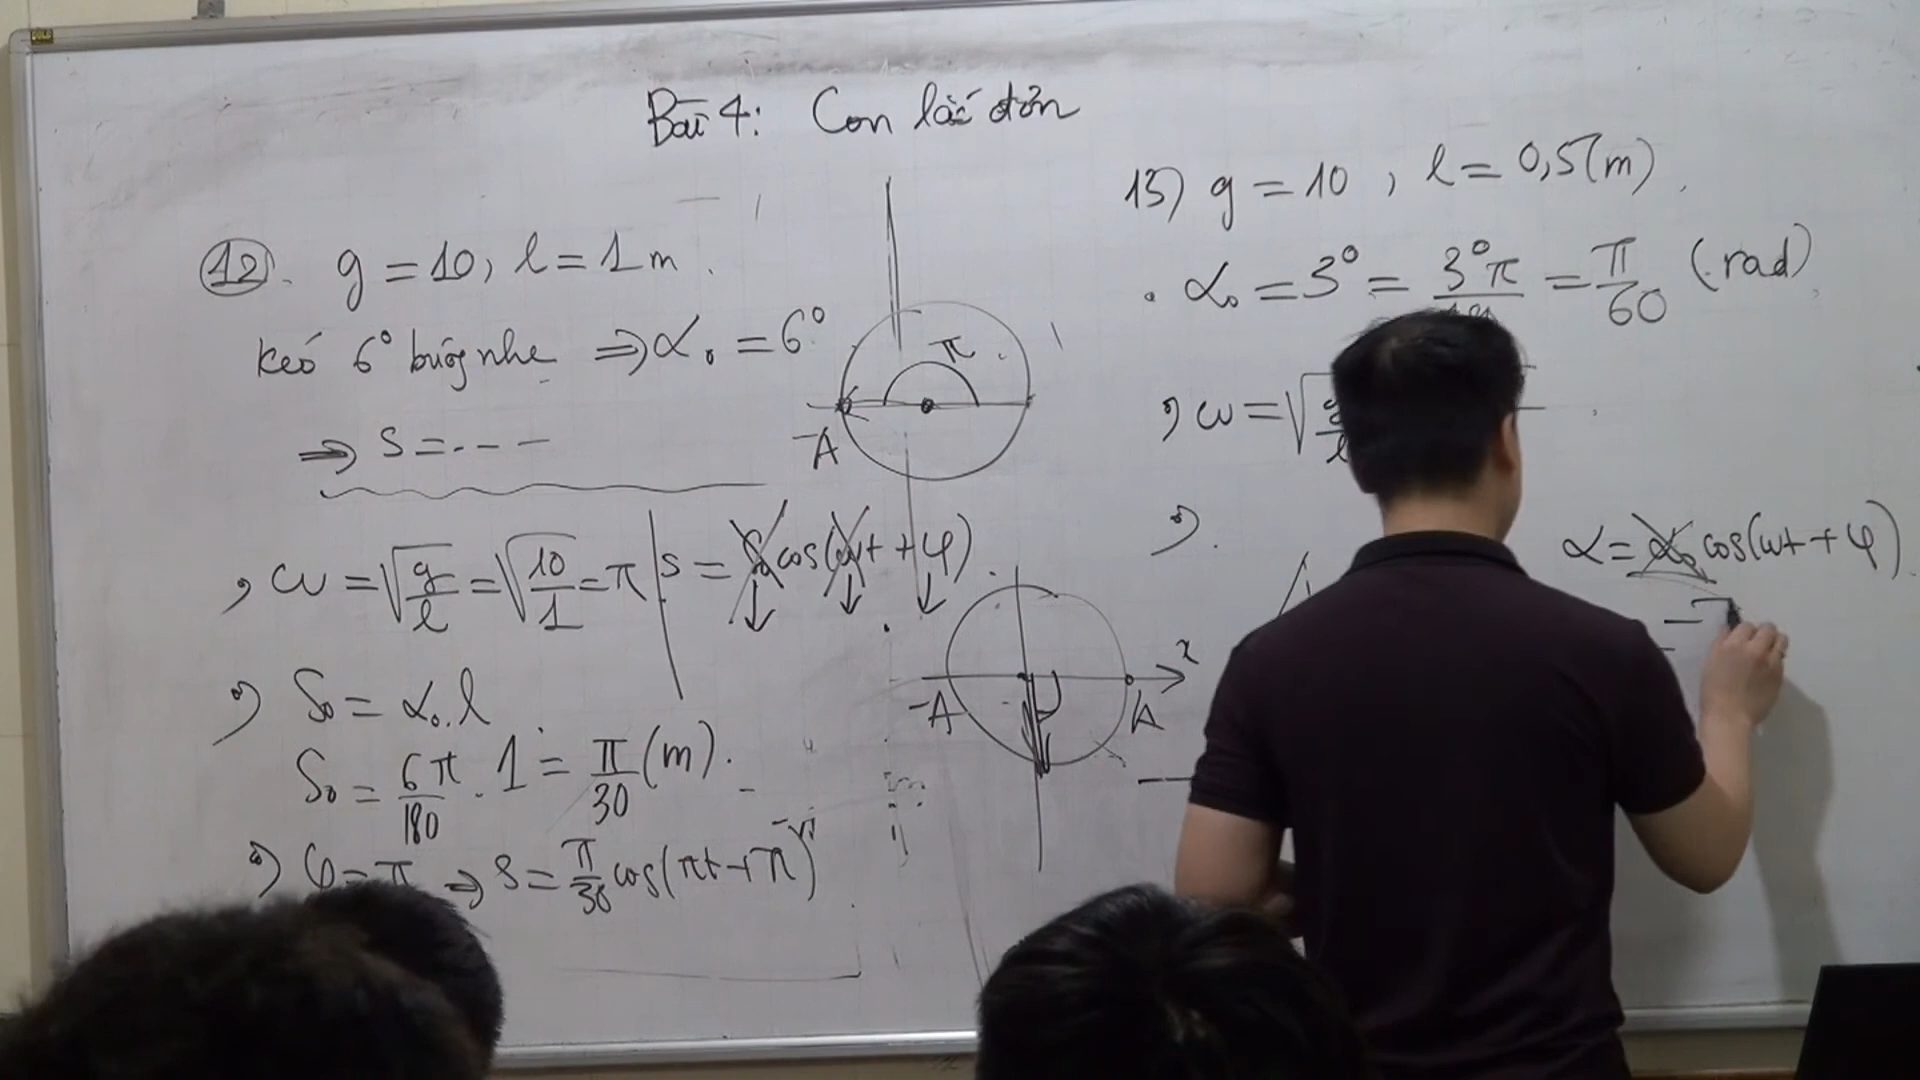 Bài 4: Con lắc đơn
12. g = 10, l = 1m.
kéo 6° buông nhẹ ⇒ α₀ = 6°
⇒ s = ---
π
-A
, ω = √(g/l) = √(10/1) = π
s = S₀ cos(ωt + φ).
·) S₀ = α₀.l
S₀ = 6π/180 . 1 = π/30 (m).
·) φ = π ⇒ s = π/30 cos(πt + π)
-A
A
x
13) g = 10, l = 0,5(m).
. α₀ = 3° = 3°π/180 = π/60 (rad)
·) ω = √(g/l
·).
α = α₀ cos(ωt + φ).
=